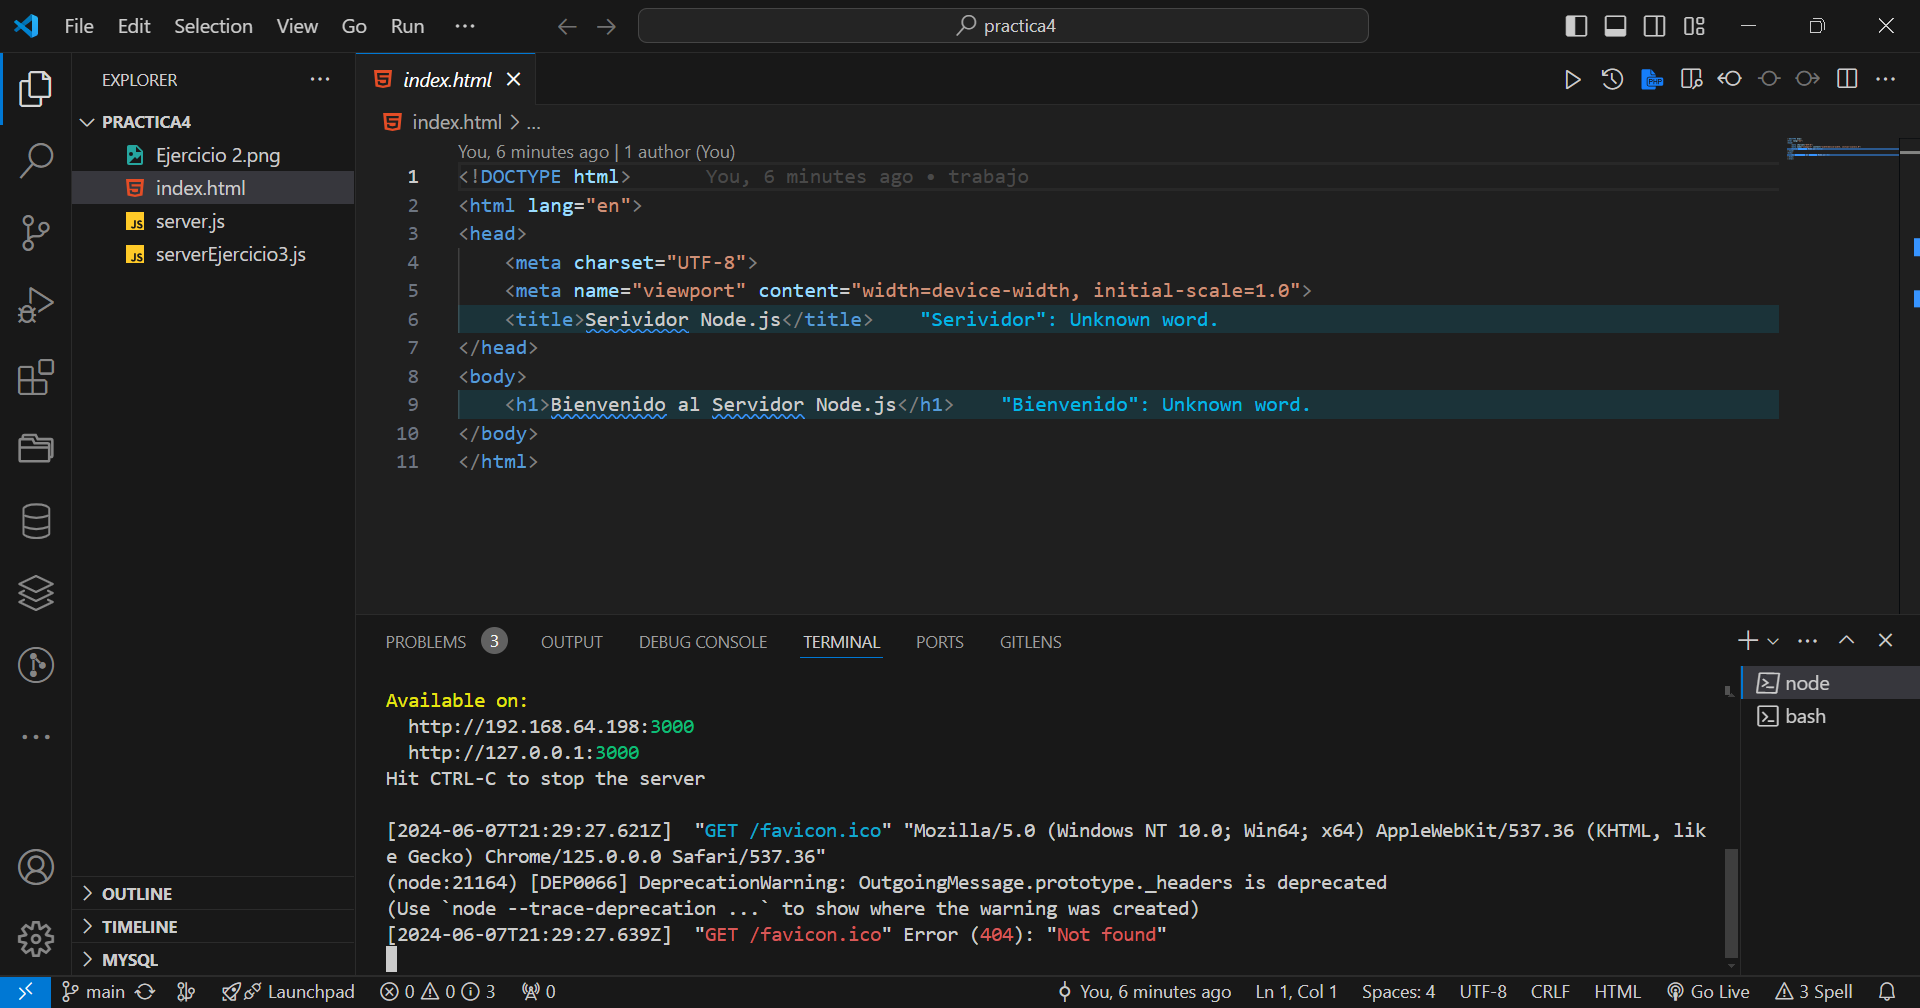 File Edit Selection View Go Run ··· practica4
EXPLORER ···
PRACTICA4
Ejercicio 2.png
index.html
server.js
serverEjercicio3.js
OUTLINE
TIMELINE
MYSQL
index.html
index.html > ...
You, 6 minutes ago | 1 author (You)
1 <!DOCTYPE html> You, 6 minutes ago • trabajo
2 <html lang="en">
3 <head>
4 <meta charset="UTF-8">
5 <meta name="viewport" content="width=device-width, initial-scale=1.0">
6 <title>Serividor Node.js</title> "Serividor": Unknown word.
7 </head>
8 <body>
9 <h1>Bienvenido al Servidor Node.js</h1> "Bienvenido": Unknown word.
10 </body>
11 </html>
PROBLEMS 3 OUTPUT DEBUG CONSOLE TERMINAL PORTS GITLENS
Available on:
http://192.168.64.198:3000
http://127.0.0.1:3000
Hit CTRL-C to stop the server
[2024-06-07T21:29:27.621Z] "GET /favicon.ico" "Mozilla/5.0 (Windows NT 10.0; Win64; x64) AppleWebKit/537.36 (KHTML, lik
e Gecko) Chrome/125.0.0.0 Safari/537.36"
(node:21164) [DEP0066] DeprecationWarning: OutgoingMessage.prototype._headers is deprecated
(Use `node --trace-deprecation ...` to show where the warning was created)
[2024-06-07T21:29:27.639Z] "GET /favicon.ico" Error (404): "Not found"
node
bash
main Launchpad 0 0 3 0 You, 6 minutes ago Ln 1, Col 1 Spaces: 4 UTF-8 CRLF HTML Go Live 3 Spell